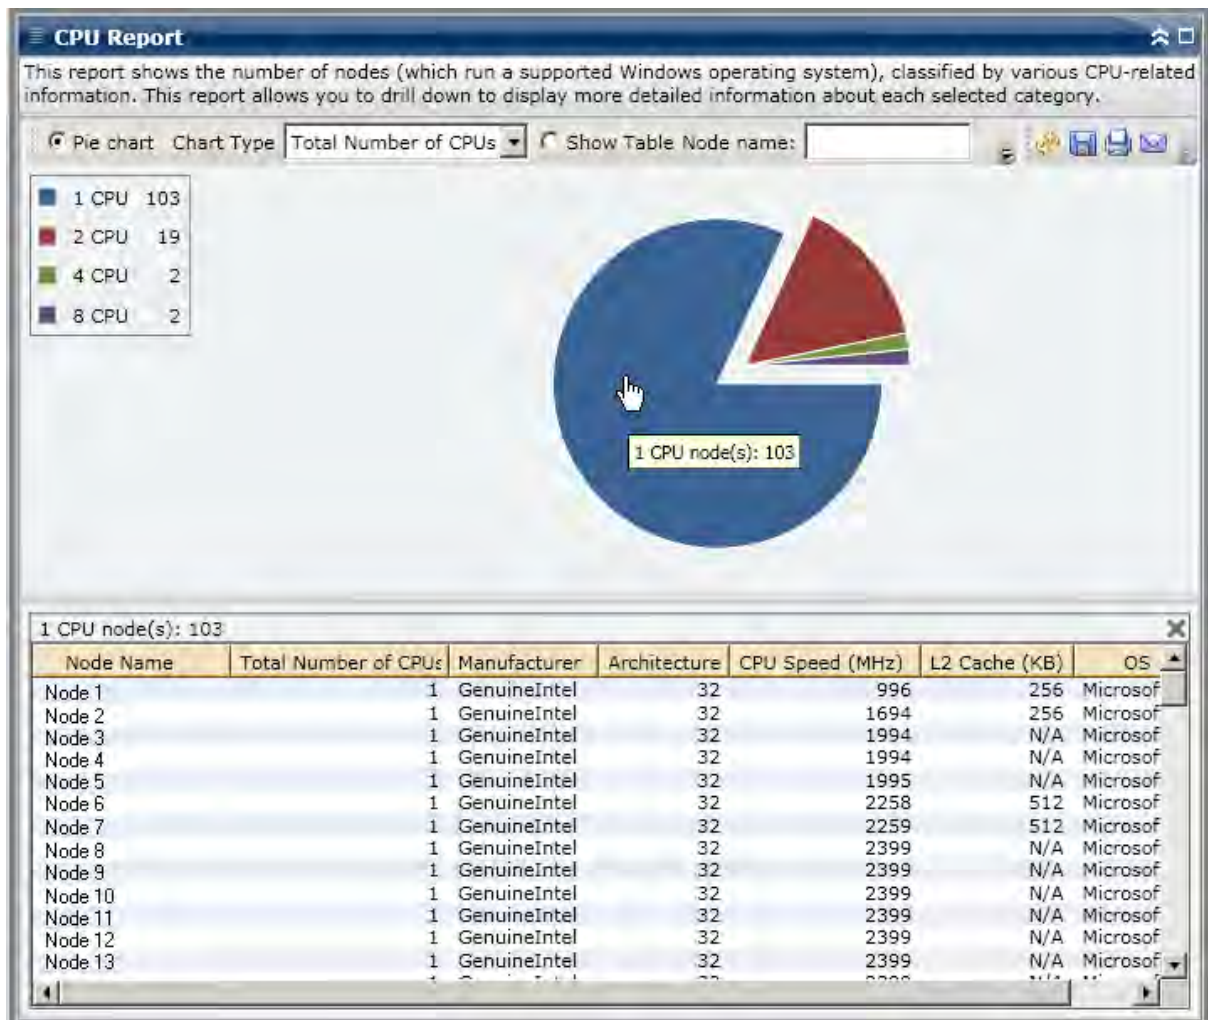 CPU Report
This report shows the number of nodes (which run a supported Windows operating system), classified by various CPU-related
information. This report allows you to drill down to display more detailed information about each selected category.
Pie chart Chart Type Total Number of CPUs Show Table Node name:
1 CPU 103
2 CPU 19
4 CPU 2
8 CPU 2
1 CPU node(s): 103
1 CPU node(s): 103
Node Name Total Number of CPUs Manufacturer Architecture CPU Speed (MHz) L2 Cache (KB) OS
Node 1 1 GenuineIntel 32 996 256 Microsof
Node 2 1 GenuineIntel 32 1694 256 Microsof
Node 3 1 GenuineIntel 32 1994 N/A Microsof
Node 4 1 GenuineIntel 32 1994 N/A Microsof
Node 5 1 GenuineIntel 32 1995 N/A Microsof
Node 6 1 GenuineIntel 32 2258 512 Microsof
Node 7 1 GenuineIntel 32 2259 512 Microsof
Node 8 1 GenuineIntel 32 2399 N/A Microsof
Node 9 1 GenuineIntel 32 2399 N/A Microsof
Node 10 1 GenuineIntel 32 2399 N/A Microsof
Node 11 1 GenuineIntel 32 2399 N/A Microsof
Node 12 1 GenuineIntel 32 2399 N/A Microsof
Node 13 1 GenuineIntel 32 2399 N/A Microsof